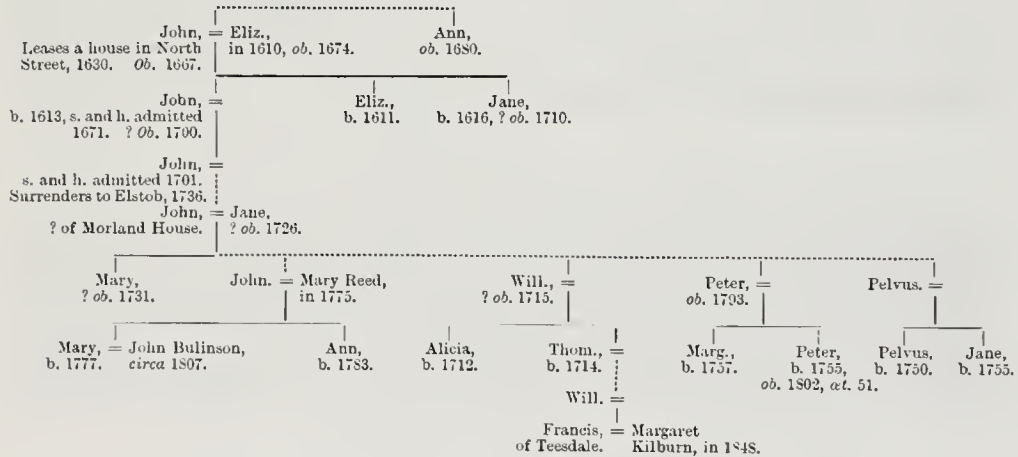 John, = Eliz., Ann,
Leases a house in North in 1610, ob. 1674. ob. 1680.
Street, 1630. Ob. 1667.
John, = Eliz., Jane,
b. 1613, s. and h. admitted b. 1611. b. 1616, ? ob. 1710.
1671. ? Ob. 1700.
John, =
s. and h. admitted 1701.
Surrenders to Elstob, 1736.
John, = Jane,
? of Morland House. ? ob. 1726.
Mary, John. = Mary Reed, Will., = Peter, = Pelvus. =
? ob. 1731. in 1775. ? ob. 1715. ob. 1793.
Mary, = John Bulinson, Ann, Alicia, Thom., = Marg., Peter, Pelvus, Jane,
b. 1777. circa 1807. b. 1783. b. 1712. b. 1714. b. 1757. b. 1755, b. 1750. b. 1755.
ob. 1802, æt. 51.
Will. =
Francis, = Margaret
of Teesdale. Kilburn, in 1848.